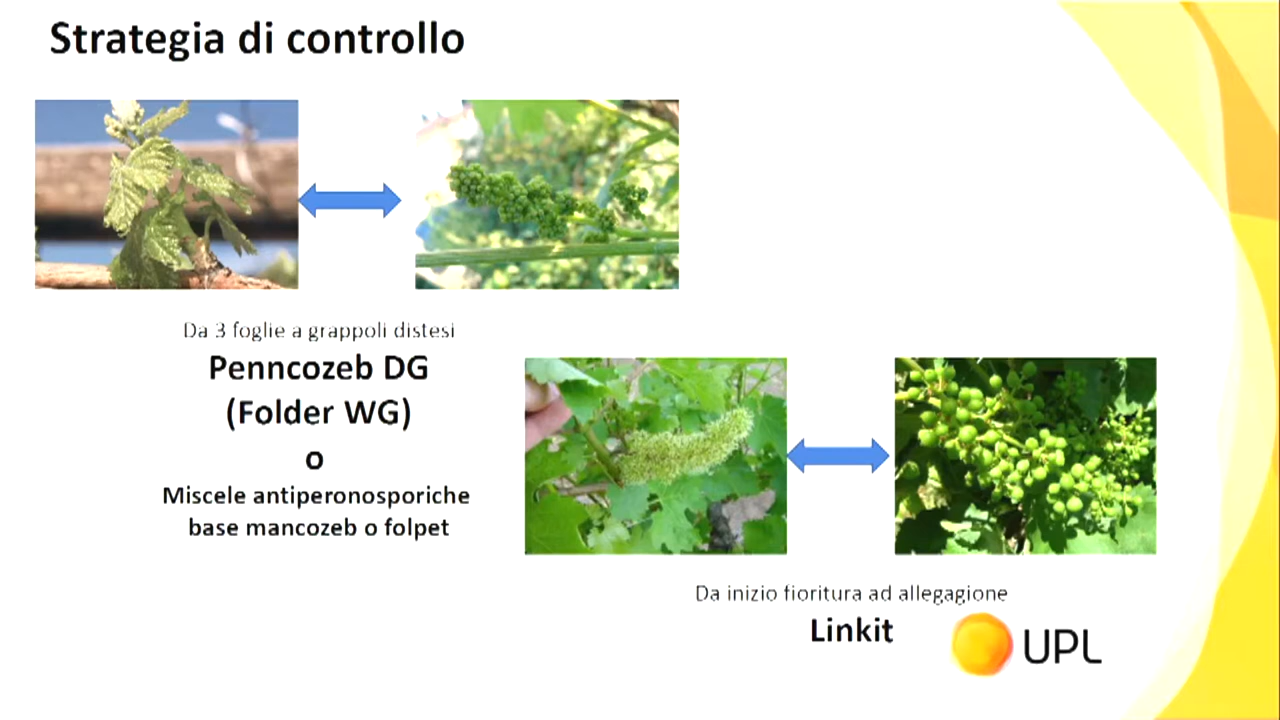 Strategia di controllo
Da 3 foglie a grappoli distesi
Penncozeb DG
(Folder WG)
o
Miscele antiperonosporiche
base mancozeb o folpet
Da inizio fioritura ad allegagione
Linkit
UPL